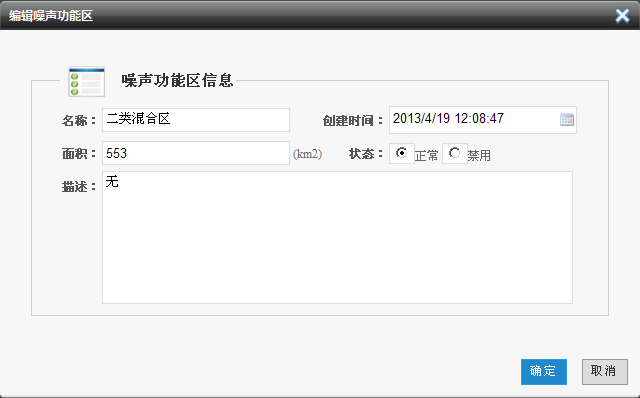 编辑噪声功能区
噪声功能区信息
名称： 二类混合区 创建时间： 2013/4/19 12:08:47
面积： 553 (km2) 状态： 正常 禁用
描述： 无
确定 取消